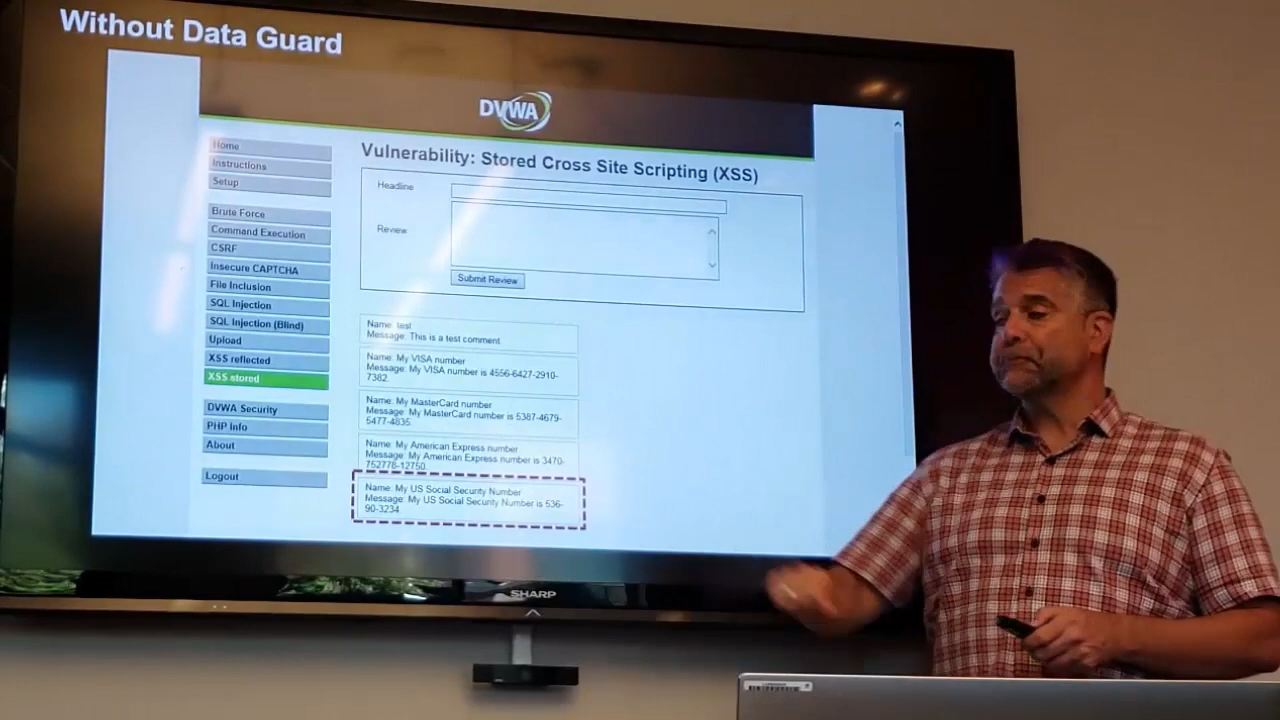 Without Data Guard
DVWA
Home
Instructions
Setup
Brute Force
Command Execution
CSRF
Insecure CAPTCHA
File Inclusion
SQL Injection
SQL Injection (Blind)
Upload
XSS reflected
XSS stored
DVWA Security
PHP Info
About
Logout
Vulnerability: Stored Cross Site Scripting (XSS)
Headline
Review
Submit Review
Name: test
Message: This is a test comment
Name: My VISA number
Message: My VISA number is 4556-6427-2910-
7382.
Name: My MasterCard number
Message: My MasterCard number is 5387-4679-
5477-4835.
Name: My American Express number
Message: My American Express number is 3470-
752778-12750.
Name: My US Social Security Number
Message: My US Social Security Number is 536-
90-3234.
SHARP